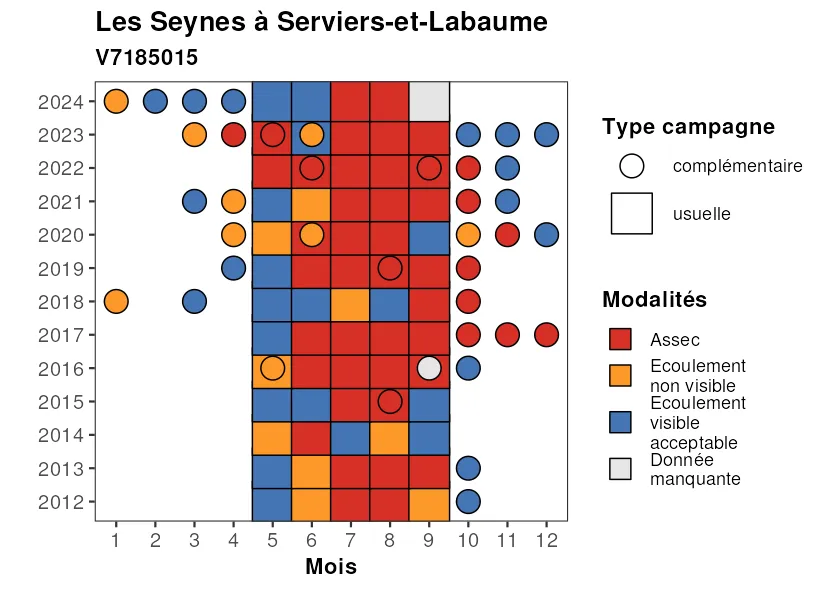 Les Seynes à Serviers-et-Labaume
V7185015
2024
2023
2022
2021
2020
2019
2018
2017
2016
2015
2014
2013
2012
1 2 3 4 5 6 7 8 9 10 11 12
Mois
Type campagne
complémentaire
usuelle
Modalités
Assec
Ecoulement
non visible
Ecoulement
visible
acceptable
Donnée
manquante